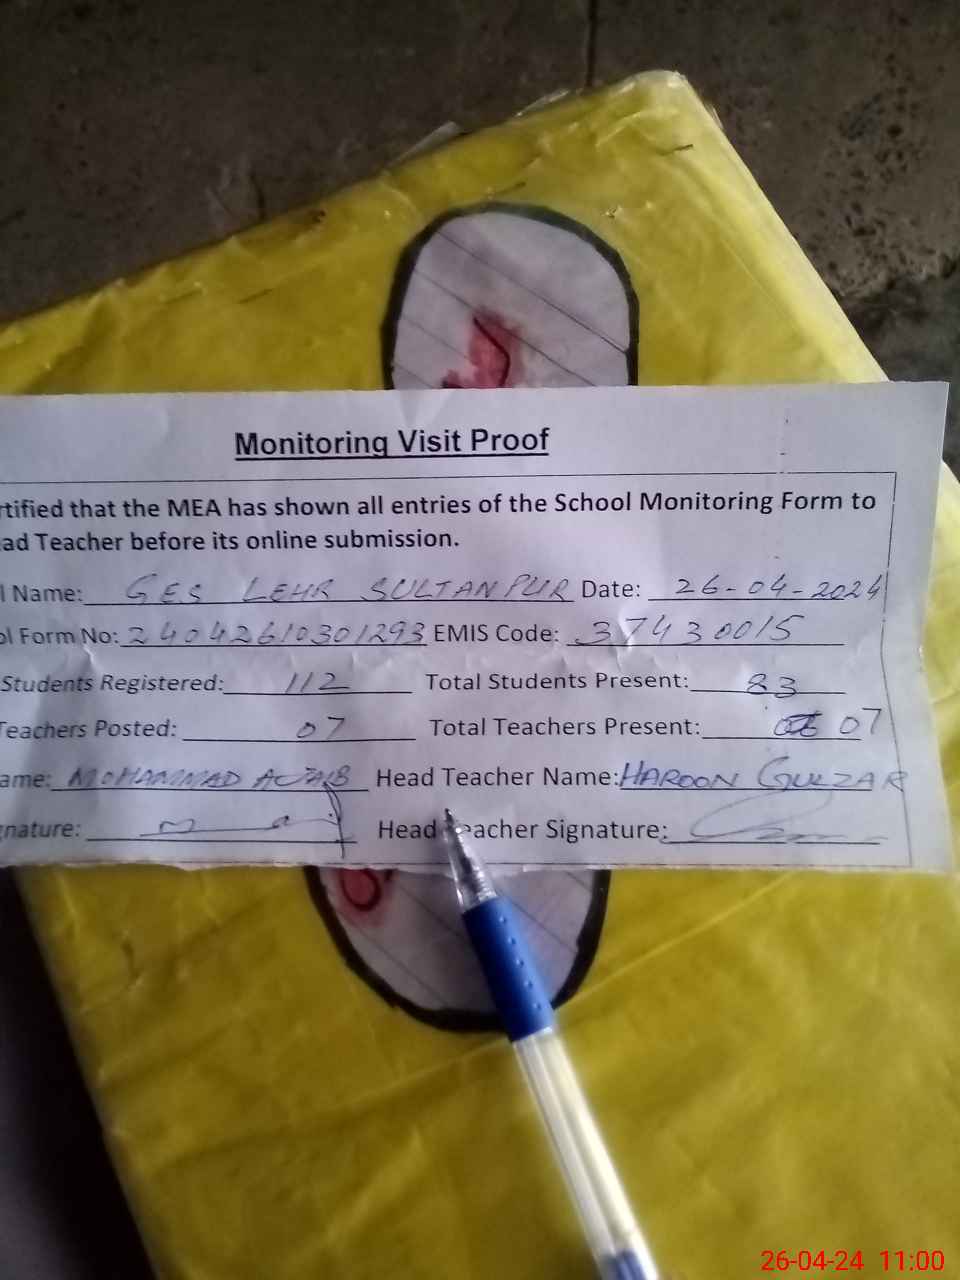 Monitoring Visit Proof
rtified that the MEA has shown all entries of the School Monitoring Form to
ad Teacher before its online submission.
l Name: GES LEHR SULTANPUR Date: 26-04-2024
ol Form No: 24042610301293 EMIS Code: 37430015
Students Registered: 112 Total Students Present: 83
Teachers Posted: 07 Total Teachers Present: 07
ame: MOHAMMAD AJAIB Head Teacher Name: HAROON GULZAR
gnature: Head Teacher Signature:
26-04-24 11:00